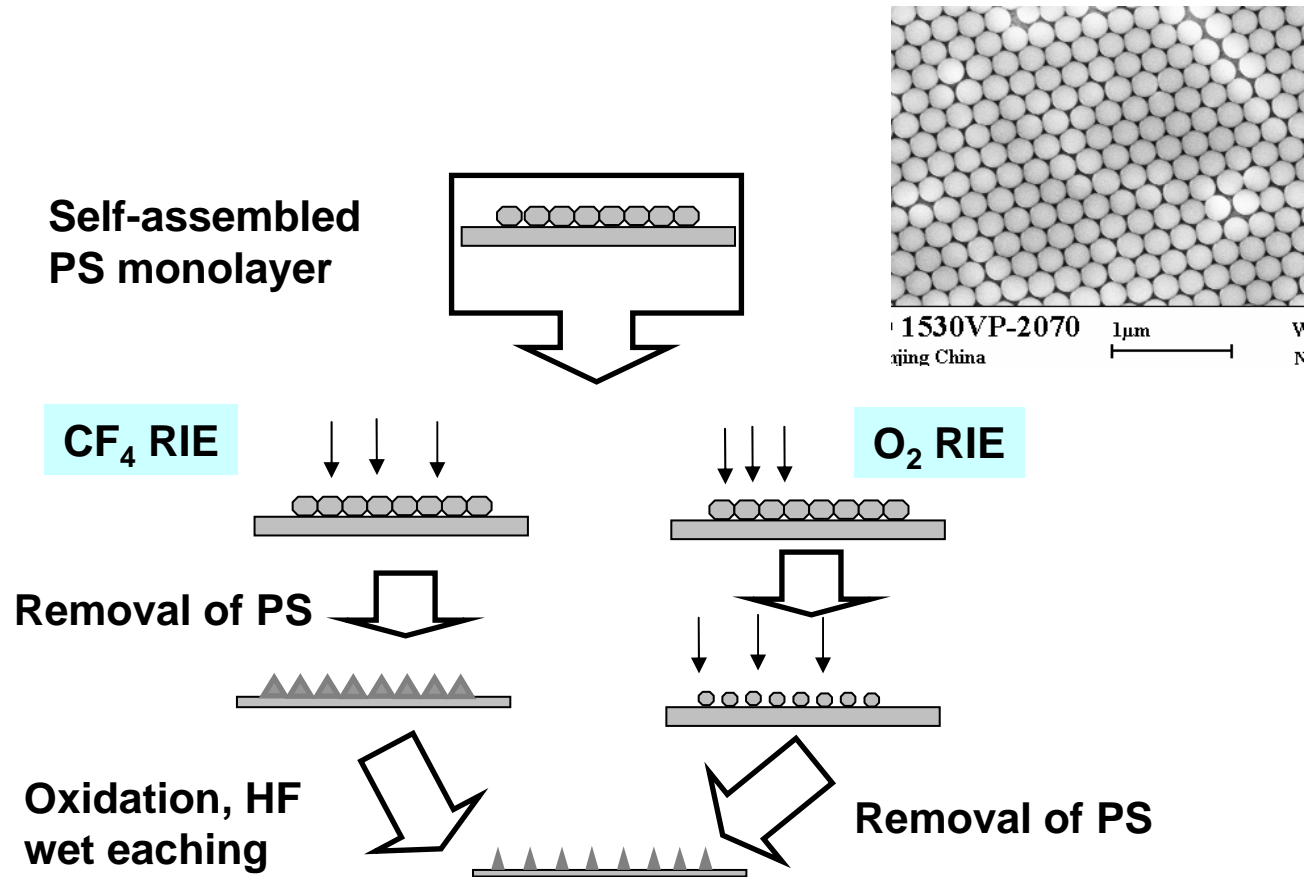 Self-assembled
PS monolayer
1530VP-2070 1μm
jing China
CF4 RIE
O2 RIE
Removal of PS
Oxidation, HF
wet eaching
Removal of PS